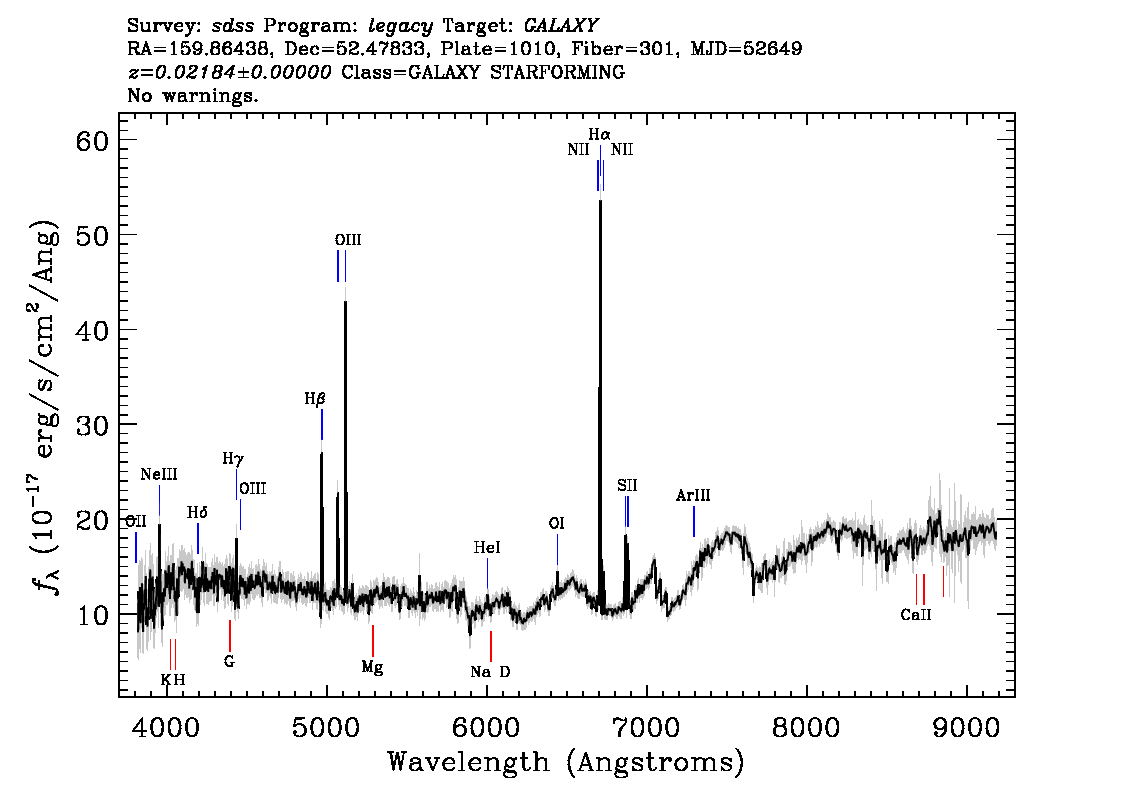 Survey: sdss Program: legacy Target: GALAXY
RA=159.86438, Dec=52.47833, Plate=1010, Fiber=301, MJD=52649
z=0.02184±0.00000 Class=GALAXY STARFORMING
No warnings.
60
50
40
30
20
10
Hα
NII NII
OIII
Hβ
Hγ
NeIII
OIII
SII
ArIII
OII
Hδ
OI
HeI
CaII
G
Mg
Na D
K H
4000 5000 6000 7000 8000 9000
Wavelength (Angstroms)
f_λ (10⁻¹⁷ erg/s/cm²/Ang)